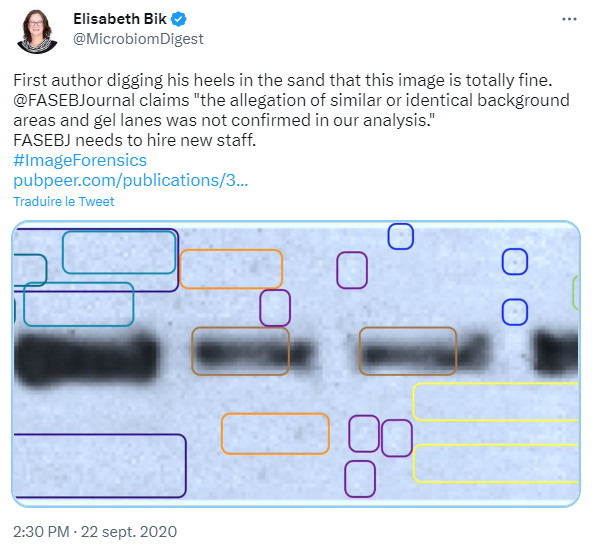 Elisabeth Bik
@MicrobiomDigest
First author digging his heels in the sand that this image is totally fine.
@FASEBJournal claims "the allegation of similar or identical background
areas and gel lanes was not confirmed in our analysis."
FASEBJ needs to hire new staff.
#ImageForensics
pubpeer.com/publications/3...
Traduire le Tweet
2:30 PM · 22 sept. 2020